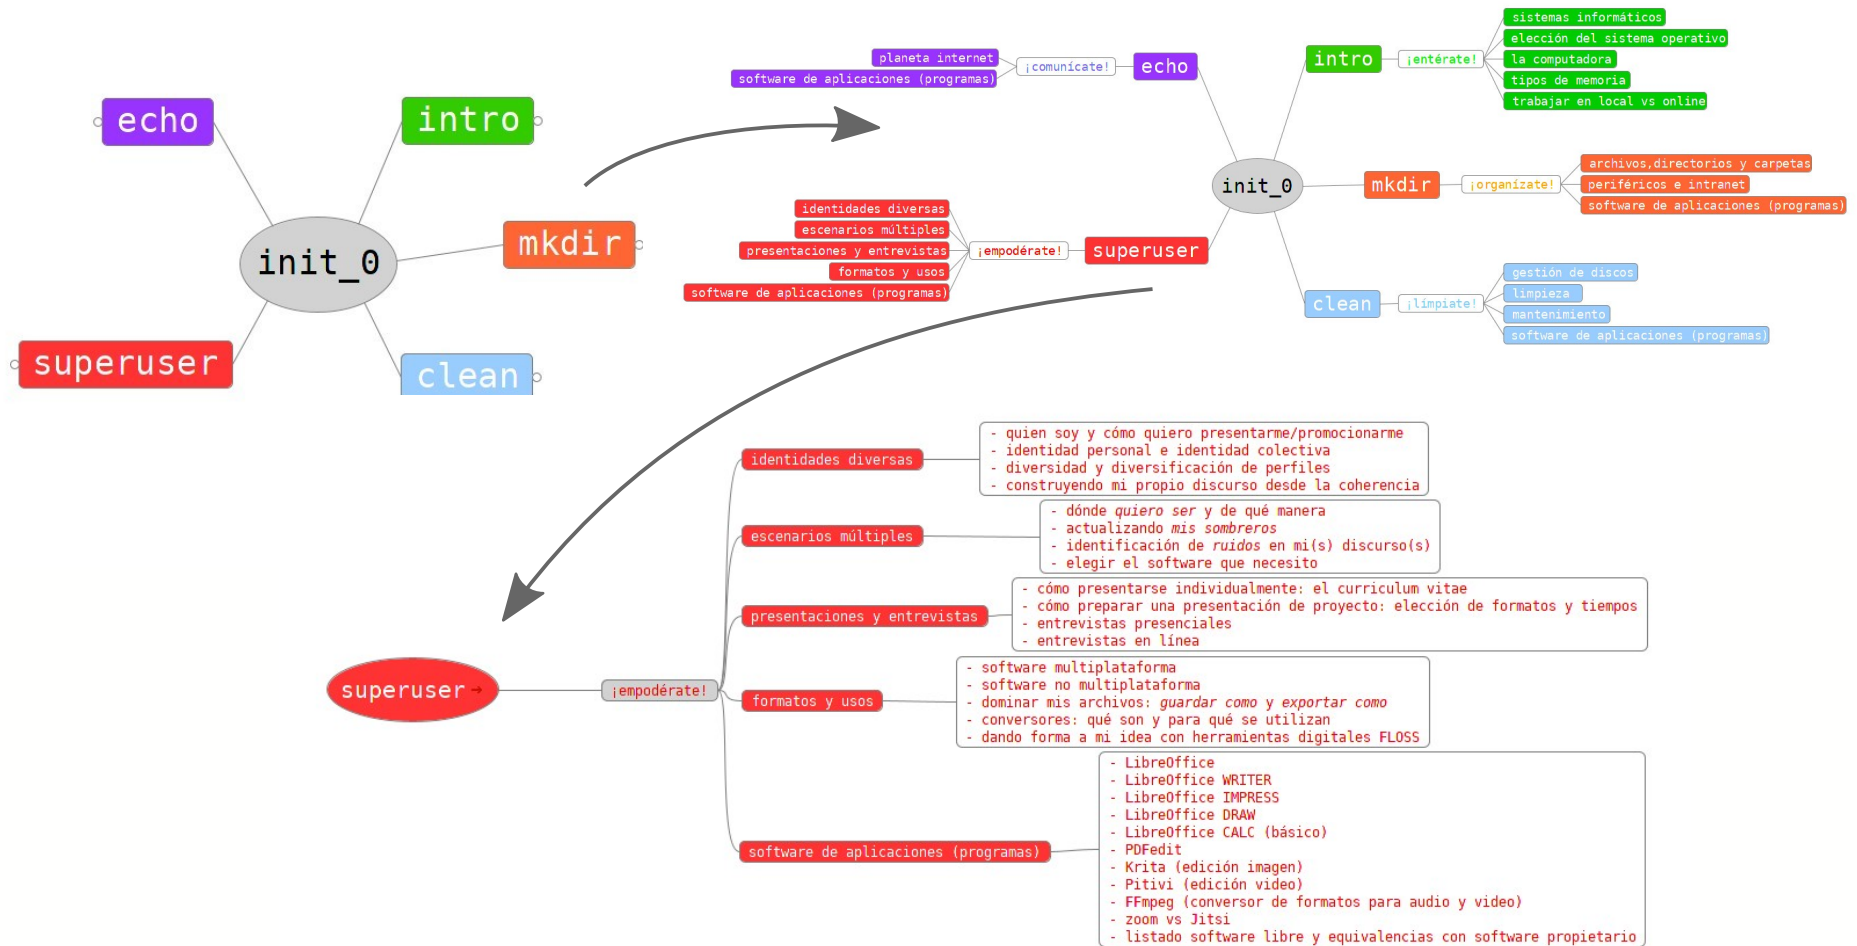 echo
intro
init_0
mkdir
superuser
clean
planeta internet
software de aplicaciones (programas)
¡comunícate!
echo
intro
¡entérate!
sistemas informáticos
elección del sistema operativo
la computadora
tipos de memoria
trabajar en local vs online
init_0
mkdir
¡organízate!
archivos,directorios y carpetas
periféricos e intranet
software de aplicaciones (programas)
identidades diversas
escenarios múltiples
presentaciones y entrevistas
formatos y usos
software de aplicaciones (programas)
¡empodérate!
superuser
clean
¡límpiate!
gestión de discos
limpieza
mantenimiento
software de aplicaciones (programas)
superuser →
¡empodérate!
identidades diversas
- quien soy y cómo quiero presentarme/promocionarme
- identidad personal e identidad colectiva
- diversidad y diversificación de perfiles
- construyendo mi propio discurso desde la coherencia
escenarios múltiples
- dónde quiero ser y de qué manera
- actualizando mis sombreros
- identificación de ruidos en mi(s) discurso(s)
- elegir el software que necesito
presentaciones y entrevistas
- cómo presentarse individualmente: el curriculum vitae
- cómo preparar una presentación de proyecto: elección de formatos y tiempos
- entrevistas presenciales
- entrevistas en línea
formatos y usos
- software multiplataforma
- software no multiplataforma
- dominar mis archivos: guardar como y exportar como
- conversores: qué son y para qué se utilizan
- dando forma a mi idea con herramientas digitales FLOSS
software de aplicaciones (programas)
- LibreOffice
- LibreOffice WRITER
- LibreOffice IMPRESS
- LibreOffice DRAW
- LibreOffice CALC (básico)
- PDFedit
- Krita (edición imagen)
- Pitivi (edición video)
- FFmpeg (conversor de formatos para audio y video)
- zoom vs Jitsi
- listado software libre y equivalencias con software propietario